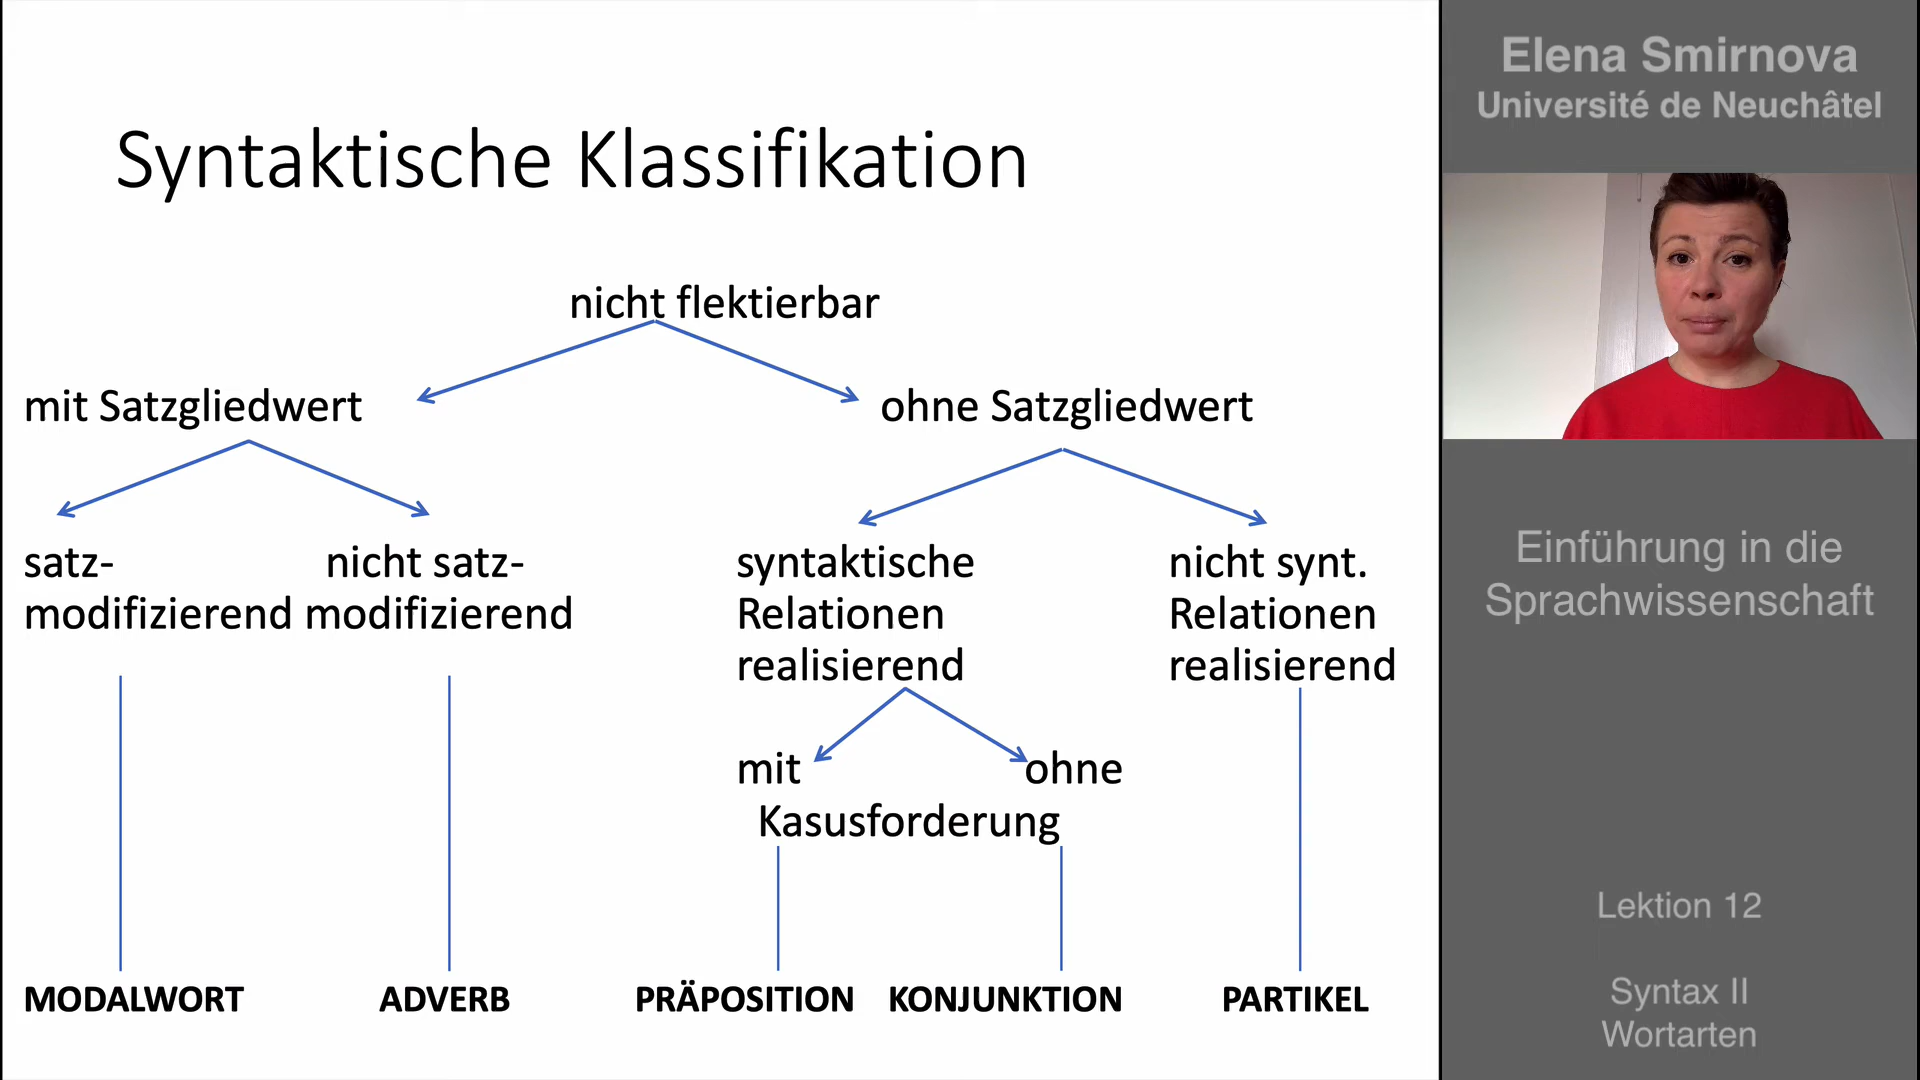 Syntaktische Klassifikation
nicht flektierbar
mit Satzgliedwert
ohne Satzgliedwert
satz-
modifizierend
nicht satz-
modifizierend
syntaktische
Relationen
realisierend
nicht synt.
Relationen
realisierend
mit
ohne
Kasusforderung
MODALWORT
ADVERB
PRÄPOSITION
KONJUNKTION
PARTIKEL
Elena Smirnova
Université de Neuchâtel
Einführung in die
Sprachwissenschaft
Lektion 12
Syntax II
Wortarten